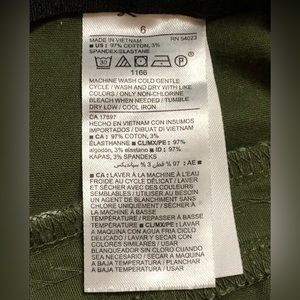 6
MADE IN VIETNAM RN 54023
■ US: 97% COTTON, 3%
SPANDEX/ELASTANE
1166
MACHINE WASH COLD GENTLE
CYCLE / WASH AND DRY WITH LIKE
COLORS / ONLY NON-CHLORINE
BLEACH WHEN NEEDED / TUMBLE
DRY LOW / COOL IRON
CA 17897
HECHO EN VIETNAM CON INSUMOS
IMPORTADOS / DIBUAT DI VIETNAM
■ CA: 97% COTON, 3%
ÉLASTHANNE ■ CL/MX/PE: 97%
algodón, 3% elastano ■ ID: 97%
KAPAS, 3% SPANDEKS
■ AE: 97 % قطن 3 % سباندیکس
■ CA: LAVER À LA MACHINE À L'EAU
FROIDE AU CYCLE DÉLICAT / LAVER
ET SÉCHER AVEC DES COULEURS
SIMILAIRES / UTILISER AU BESOIN UN
AGENT DE BLANCHIMENT SANS
CHLORE / SÉCHER À BASSE
TEMPÉRATURE / REPASSER À BASSE
TEMPÉRATURE ■ CL/MX/PE:
LAVAR A MÁQUINA CON AGUA FRÍA CICLO
DELICADO / LAVAR Y SECAR CON
COLORES SIMILARES / USAR
BLANQUEADOR SIN CLORO CUANDO
SEA NECESARIO / SECAR A BAJA
TEMPERATURA / PLANCHAR A BAJA
TEMPERATURA